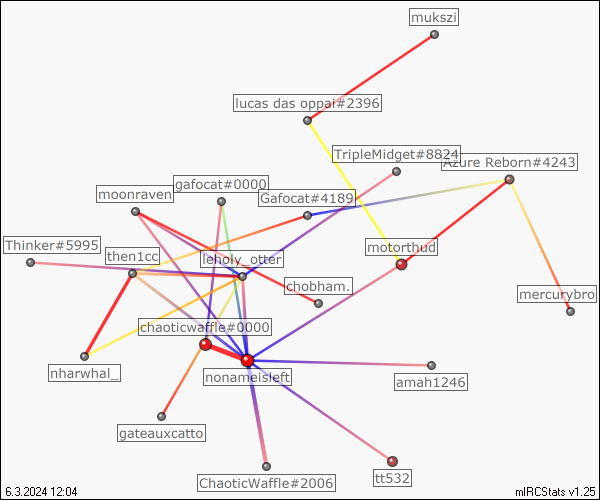 mukszi
lucas das oppai#2396
TripleMidget#8824
Azure Reborn#4243
gafocat#0000
moonraven
Gafocat#4189
Thinker#5995
then1cc
leholy_otter
motorthud
chobham.
mercurybro
chaoticwaffle#0000
nharwhal_
nonameisleft
amah1246
gateauxcatto
ChaoticWaffle#2006
tt532
6.3.2024 12:04
mIRCStats v1.25